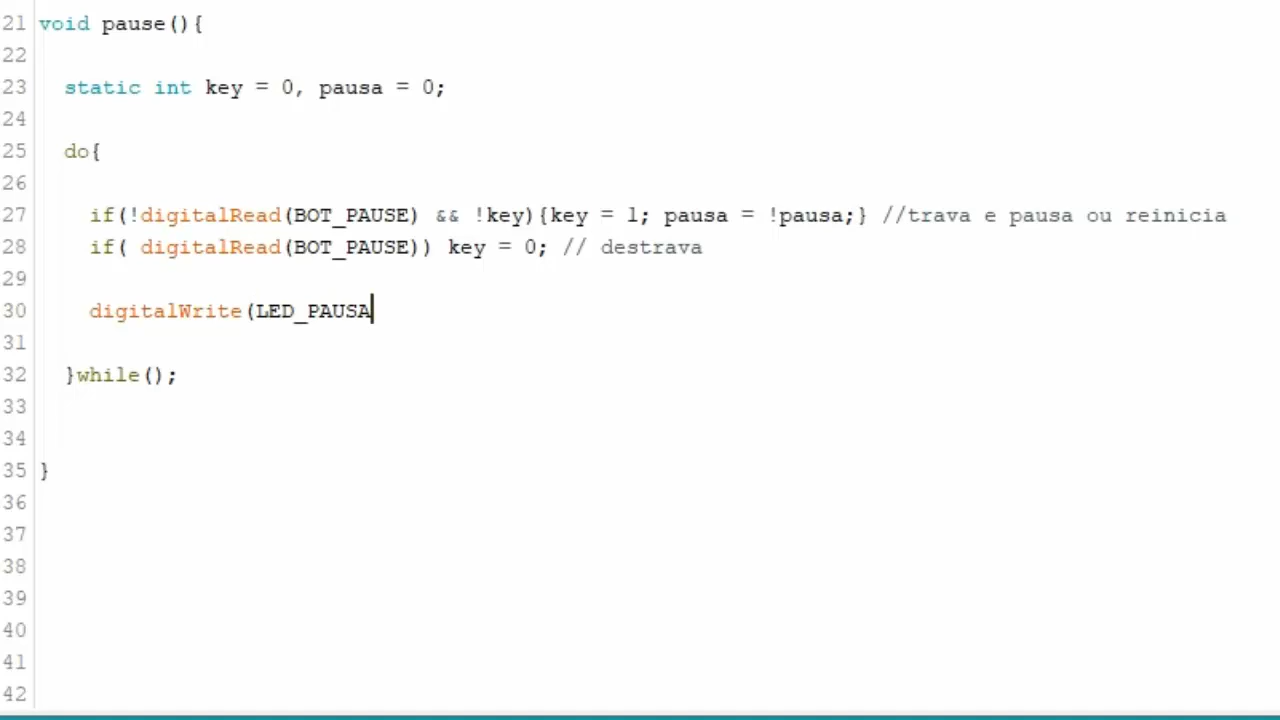 21 void pause(){
22
23 static int key = 0, pausa = 0;
24
25 do{
26
27 if(!digitalRead(BOT_PAUSE) && !key){key = 1; pausa = !pausa;} //trava e pausa ou reinicia
28 if( digitalRead(BOT_PAUSE)) key = 0; // destrava
29
30 digitalWrite(LED_PAUSA
31
32 }while();
33
34
35 }
36
37
38
39
40
41
42